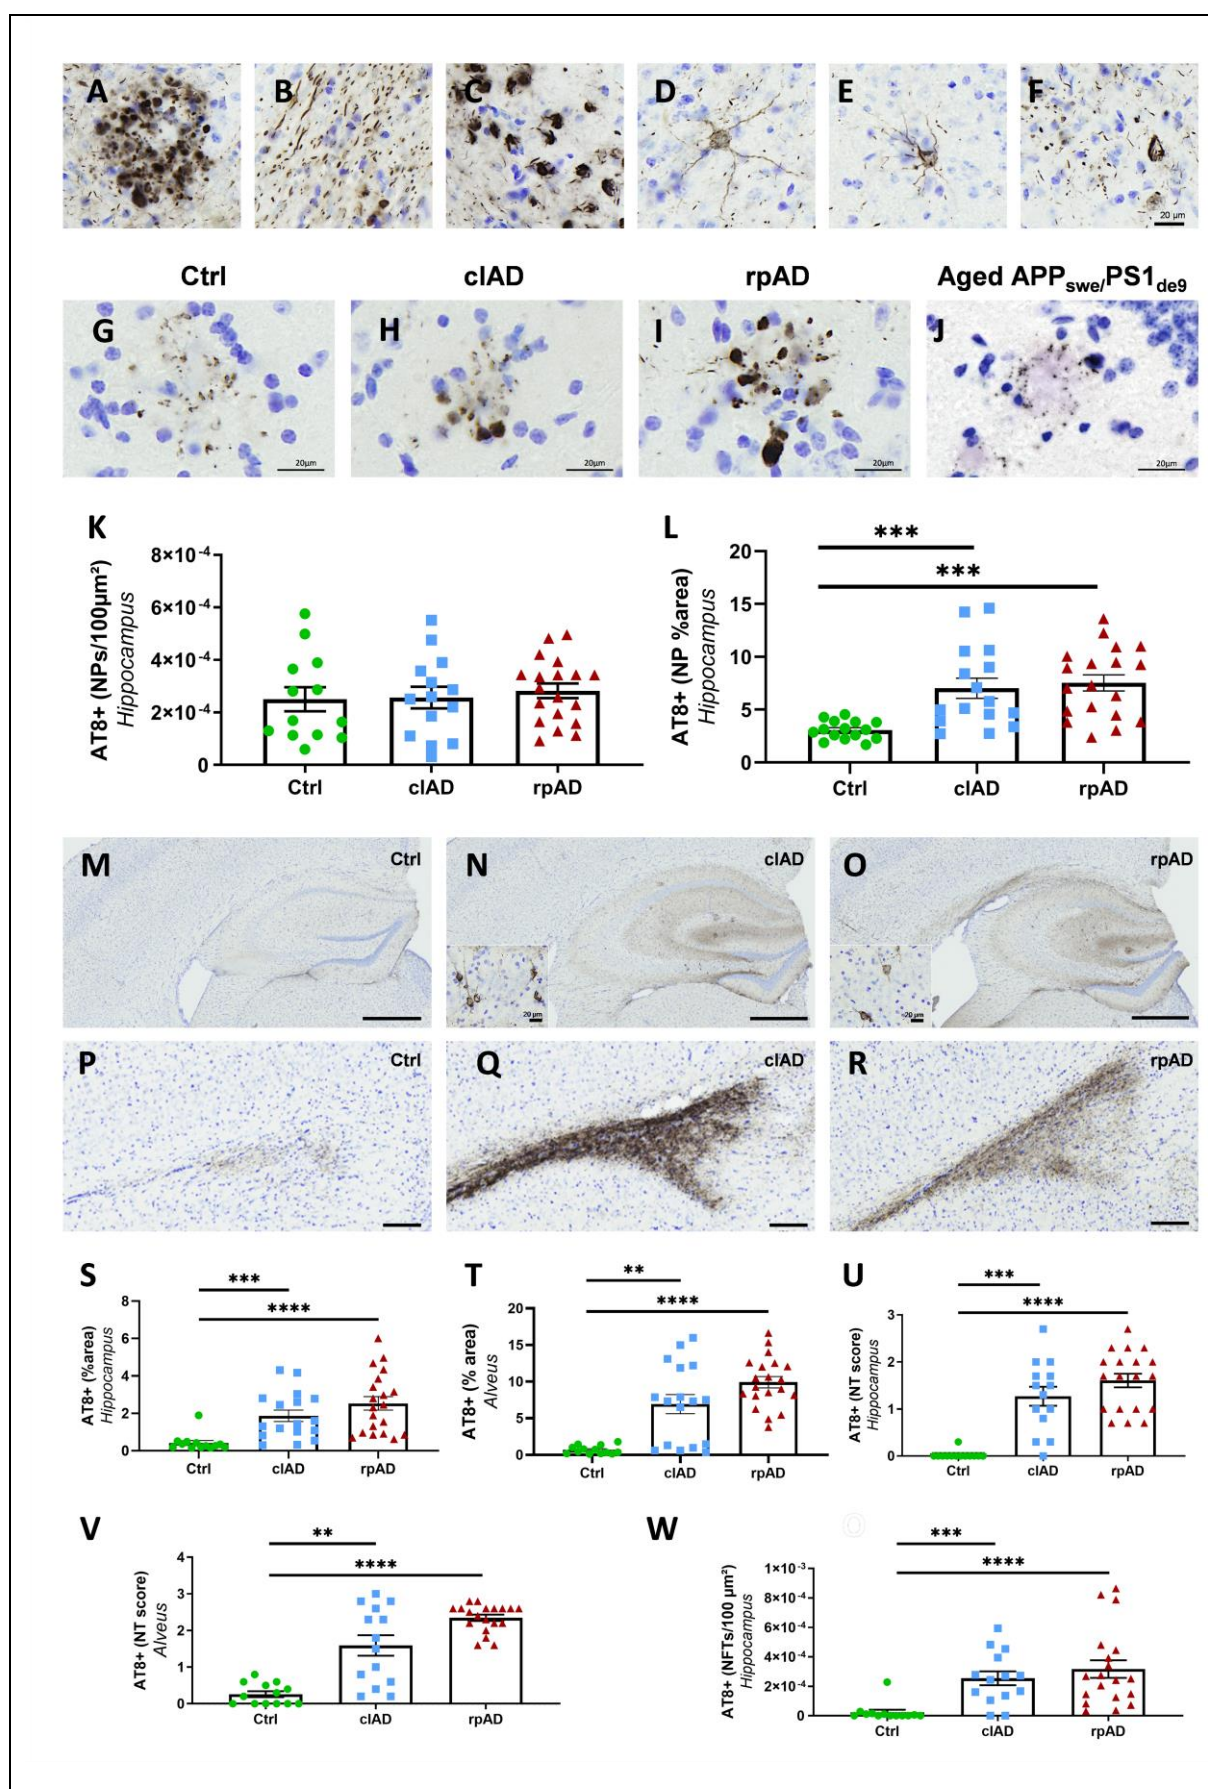 A B C D E F
20 µm
Ctrl clAD rpAD Aged APPswe/PS1de9
G H I J
20µm 20µm 20µm 20µm
K
AT8+ (NPs/100µm²)
Hippocampus
8×10-4
6×10-4
4×10-4
2×10-4
0
Ctrl clAD rpAD
L
***
***
AT8+ (NP %area)
Hippocampus
20
15
10
5
0
Ctrl clAD rpAD
M Ctrl N clAD O rpAD
20 µm 20 µm
P Ctrl Q clAD R rpAD
S
***
****
AT8+ (%area)
Hippocampus
8
6
4
2
0
Ctrl clAD rpAD
T
**
****
AT8+ (% area)
Alveus
20
15
10
5
0
Ctrl clAD rpAD
U
***
****
AT8+ (NT score)
Hippocampus
3
2
1
0
Ctrl clAD rpAD
V
**
****
AT8+ (NT score)
Alveus
4
3
2
1
0
Ctrl clAD rpAD
W
***
****
AT8+ (NFTs/100 µm²)
Hippocampus
1×10-3
8×10-4
6×10-4
4×10-4
2×10-4
0
Ctrl clAD rpAD